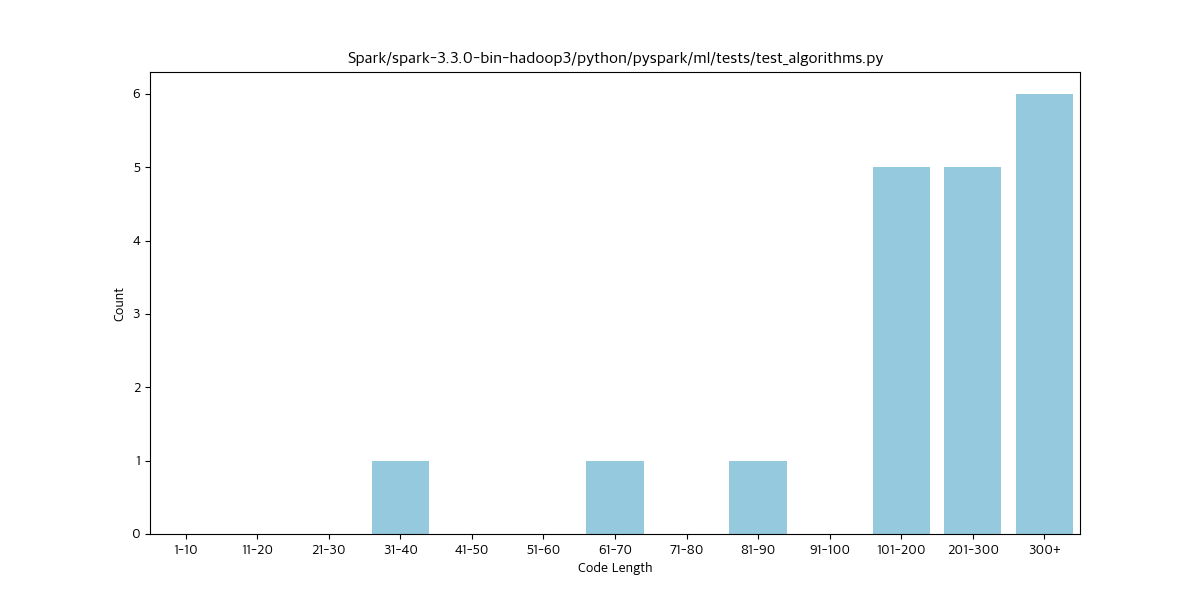 Spark/spark-3.3.0-bin-hadoop3/python/pyspark/ml/tests/test_algorithms.py
6
5
4
3
2
1
0
Count
1-10 11-20 21-30 31-40 41-50 51-60 61-70 71-80 81-90 91-100 101-200 201-300 300+
Code Length